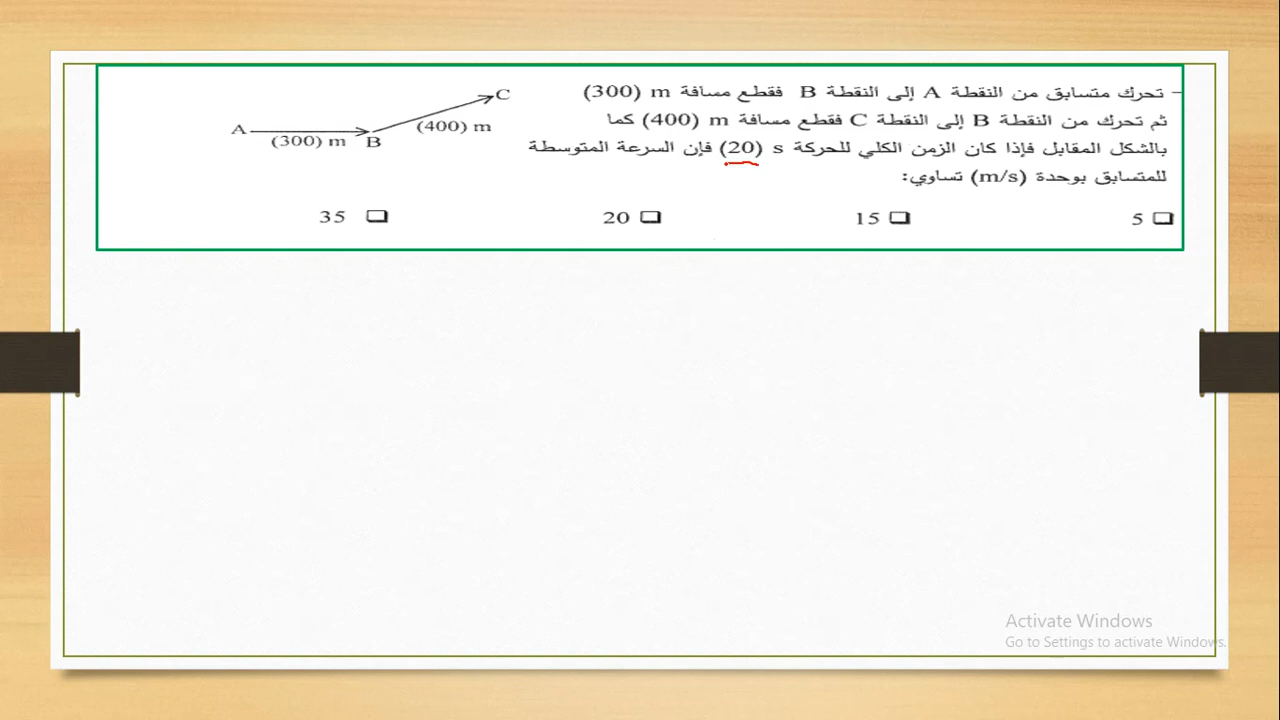 – تحرك متسابق من النقطة A إلى النقطة B فقطع مسافة (300) m
ثم تحرك من النقطة B إلى النقطة C فقطع مسافة (400) m كما
بالشكل المقابل فإذا كان الزمن الكلي للحركة (20) s فإن السرعة المتوسطة
للمتسابق بوحدة (m/s) تساوي:
❑ 5 ❑ 15 ❑ 20 ❑ 35
C
(400) m
A
(300) m B
Activate Windows
Go to Settings to activate Windows.